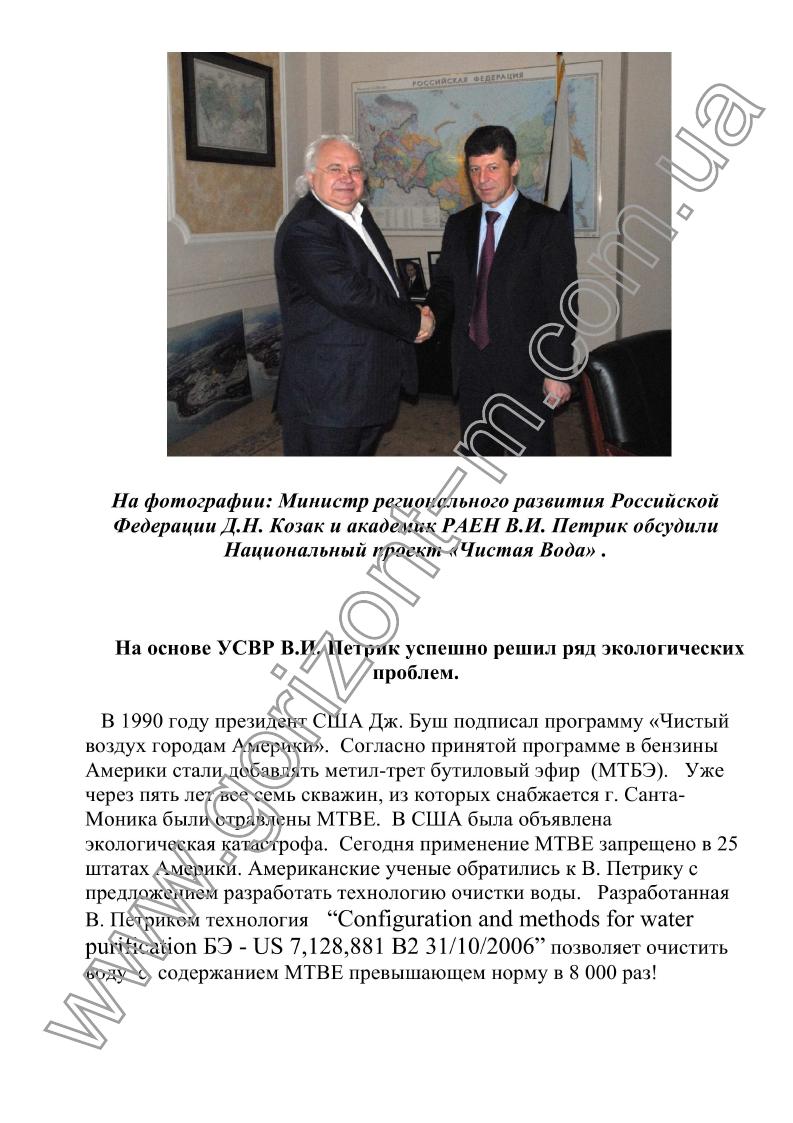 РОССИЙСКАЯ ФЕДЕРАЦИЯ
На фотографии: Министр регионального развития Российской
Федерации Д.Н. Козак и академик РАЕН В.И. Петрик обсудили
Национальный проект «Чистая Вода» .
На основе УСВР В.И. Петрик успешно решил ряд экологических
проблем.
В 1990 году президент США Дж. Буш подписал программу «Чистый
воздух городам Америки». Согласно принятой программе в бензины
Америки стали добавлять метил-трет бутиловый эфир (МТБЭ). Уже
через пять лет все семь скважин, из которых снабжается г. Санта-
Моника были отравлены МТВЕ. В США была объявлена
экологическая катастрофа. Сегодня применение МТВЕ запрещено в 25
штатах Америки. Американские ученые обратились к В. Петрику с
предложением разработать технологию очистки воды. Разработанная
В. Петриком технология “Configuration and methods for water
purification БЭ - US 7,128,881 B2 31/10/2006” позволяет очистить
воду с содержанием МТВЕ превышающем норму в 8 000 раз!
www.gorizont-m.com.ua